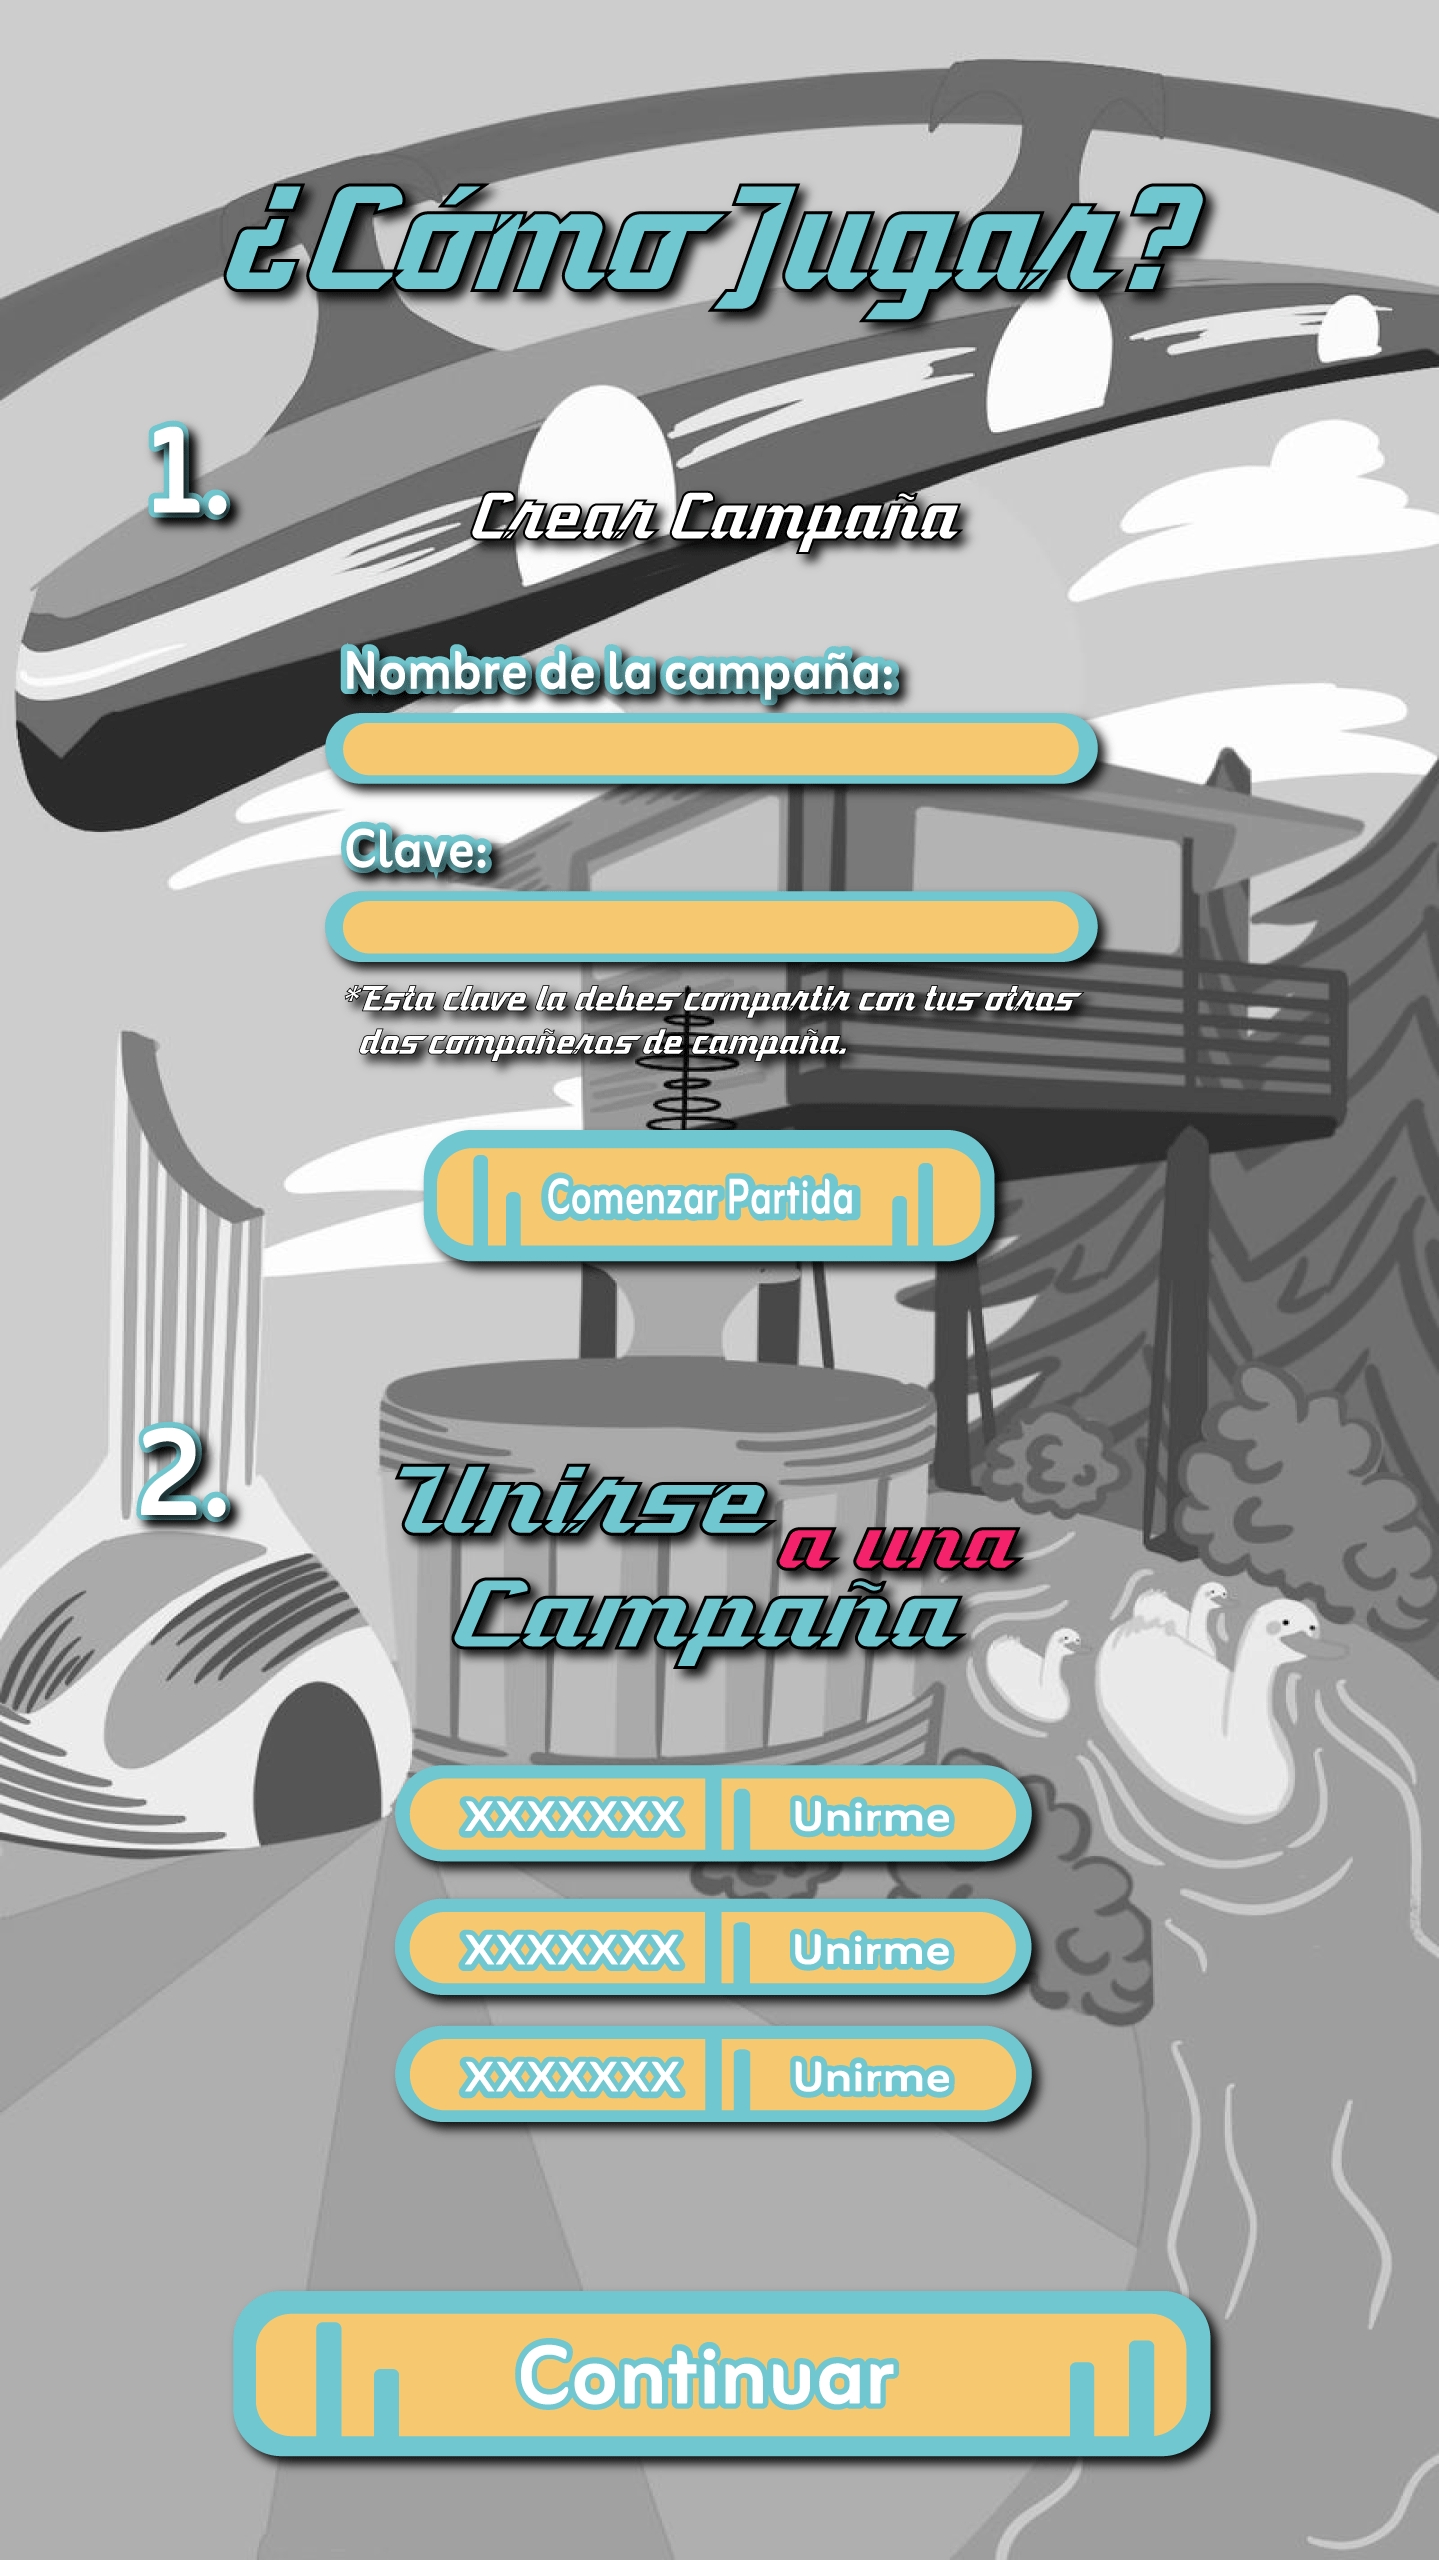 ¿Cómo Jugar?
1.
Crear Campaña
Nombre de la campaña:
Clave:
*Esta clave la debes compartir con tus otros
dos compañeros de campaña.
Comenzar Partida
2.
Unirse a una
Campaña
XXXXXXX Unirme
XXXXXXX Unirme
XXXXXXX Unirme
Continuar